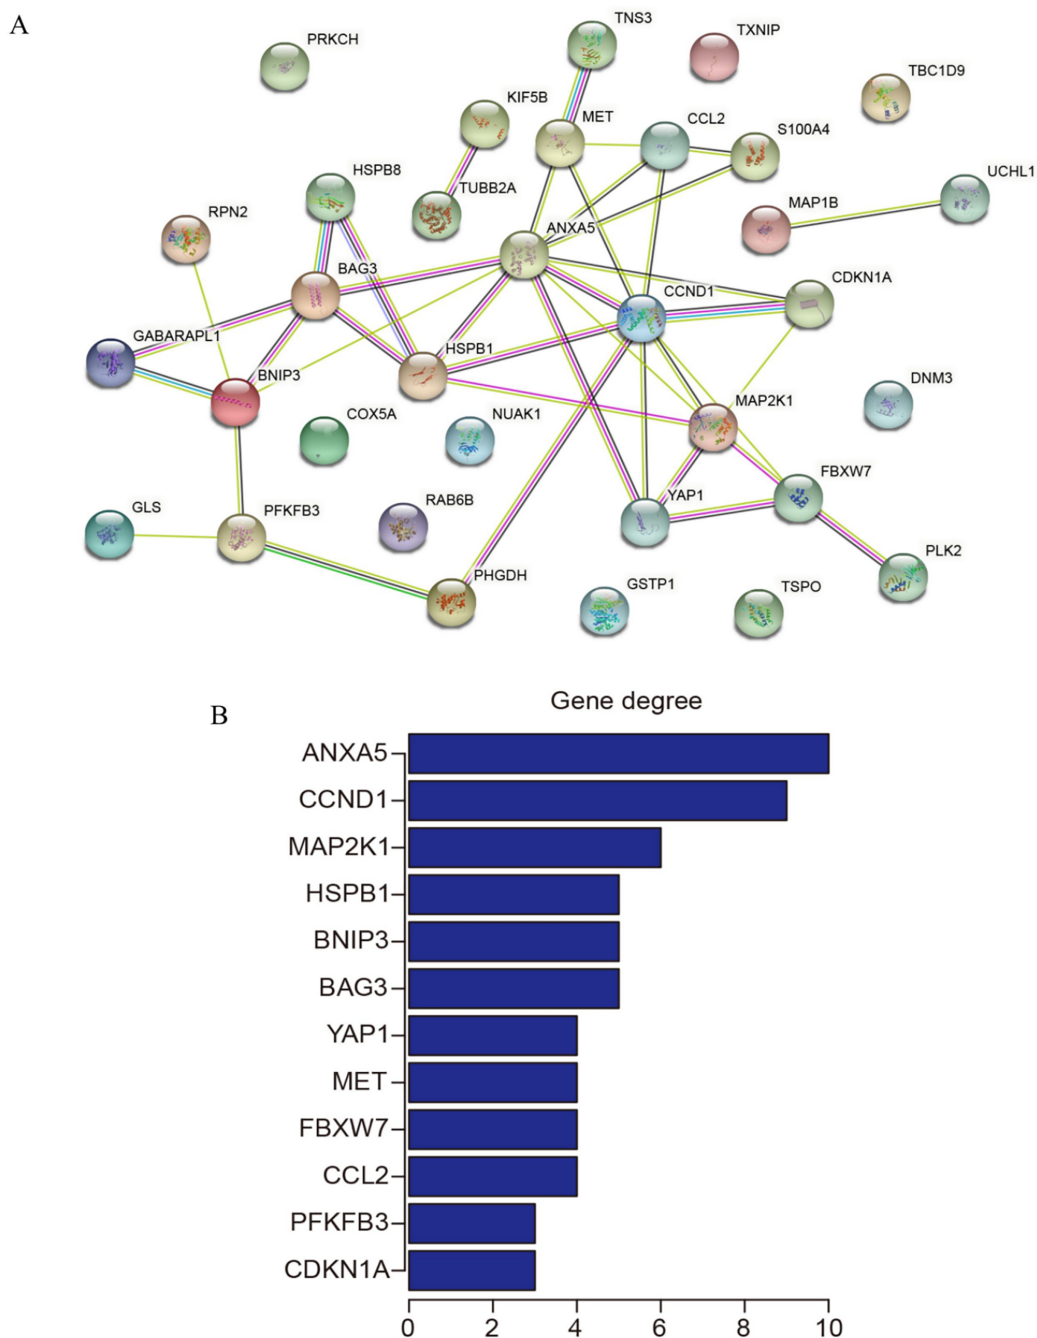 A
PRKCH
TNS3
TXNIP
TBC1D9
KIF5B
MET
CCL2
S100A4
HSPB8
TUBB2A
UCHL1
RPN2
MAP1B
ANXA5
BAG3
CCND1
CDKN1A
GABARAPL1
HSPB1
BNIP3
MAP2K1
DNM3
COX5A
NUAK1
FBXW7
GLS
PFKFB3
RAB6B
YAP1
PLK2
PHGDH
GSTP1
TSPO
B
Gene degree
ANXA5
CCND1
MAP2K1
HSPB1
BNIP3
BAG3
YAP1
MET
FBXW7
CCL2
PFKFB3
CDKN1A
0 2 4 6 8 10